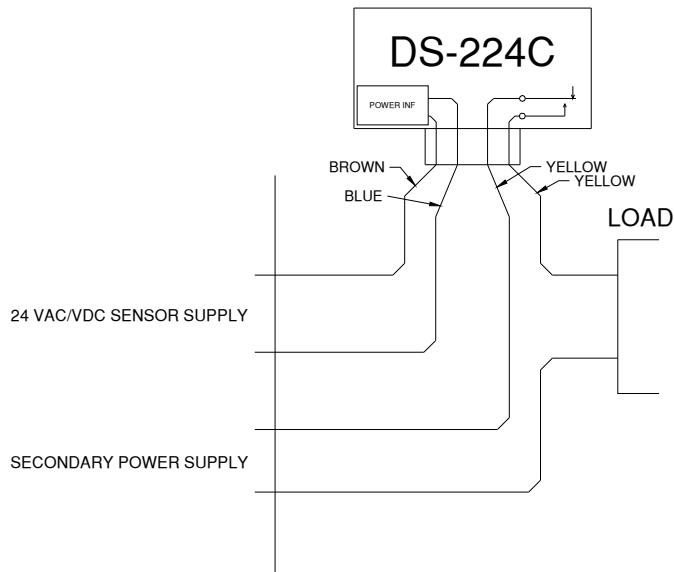 DS-224C
POWER INF
BROWN
YELLOW
YELLOW
BLUE
LOAD
24 VAC/VDC SENSOR SUPPLY
SECONDARY POWER SUPPLY